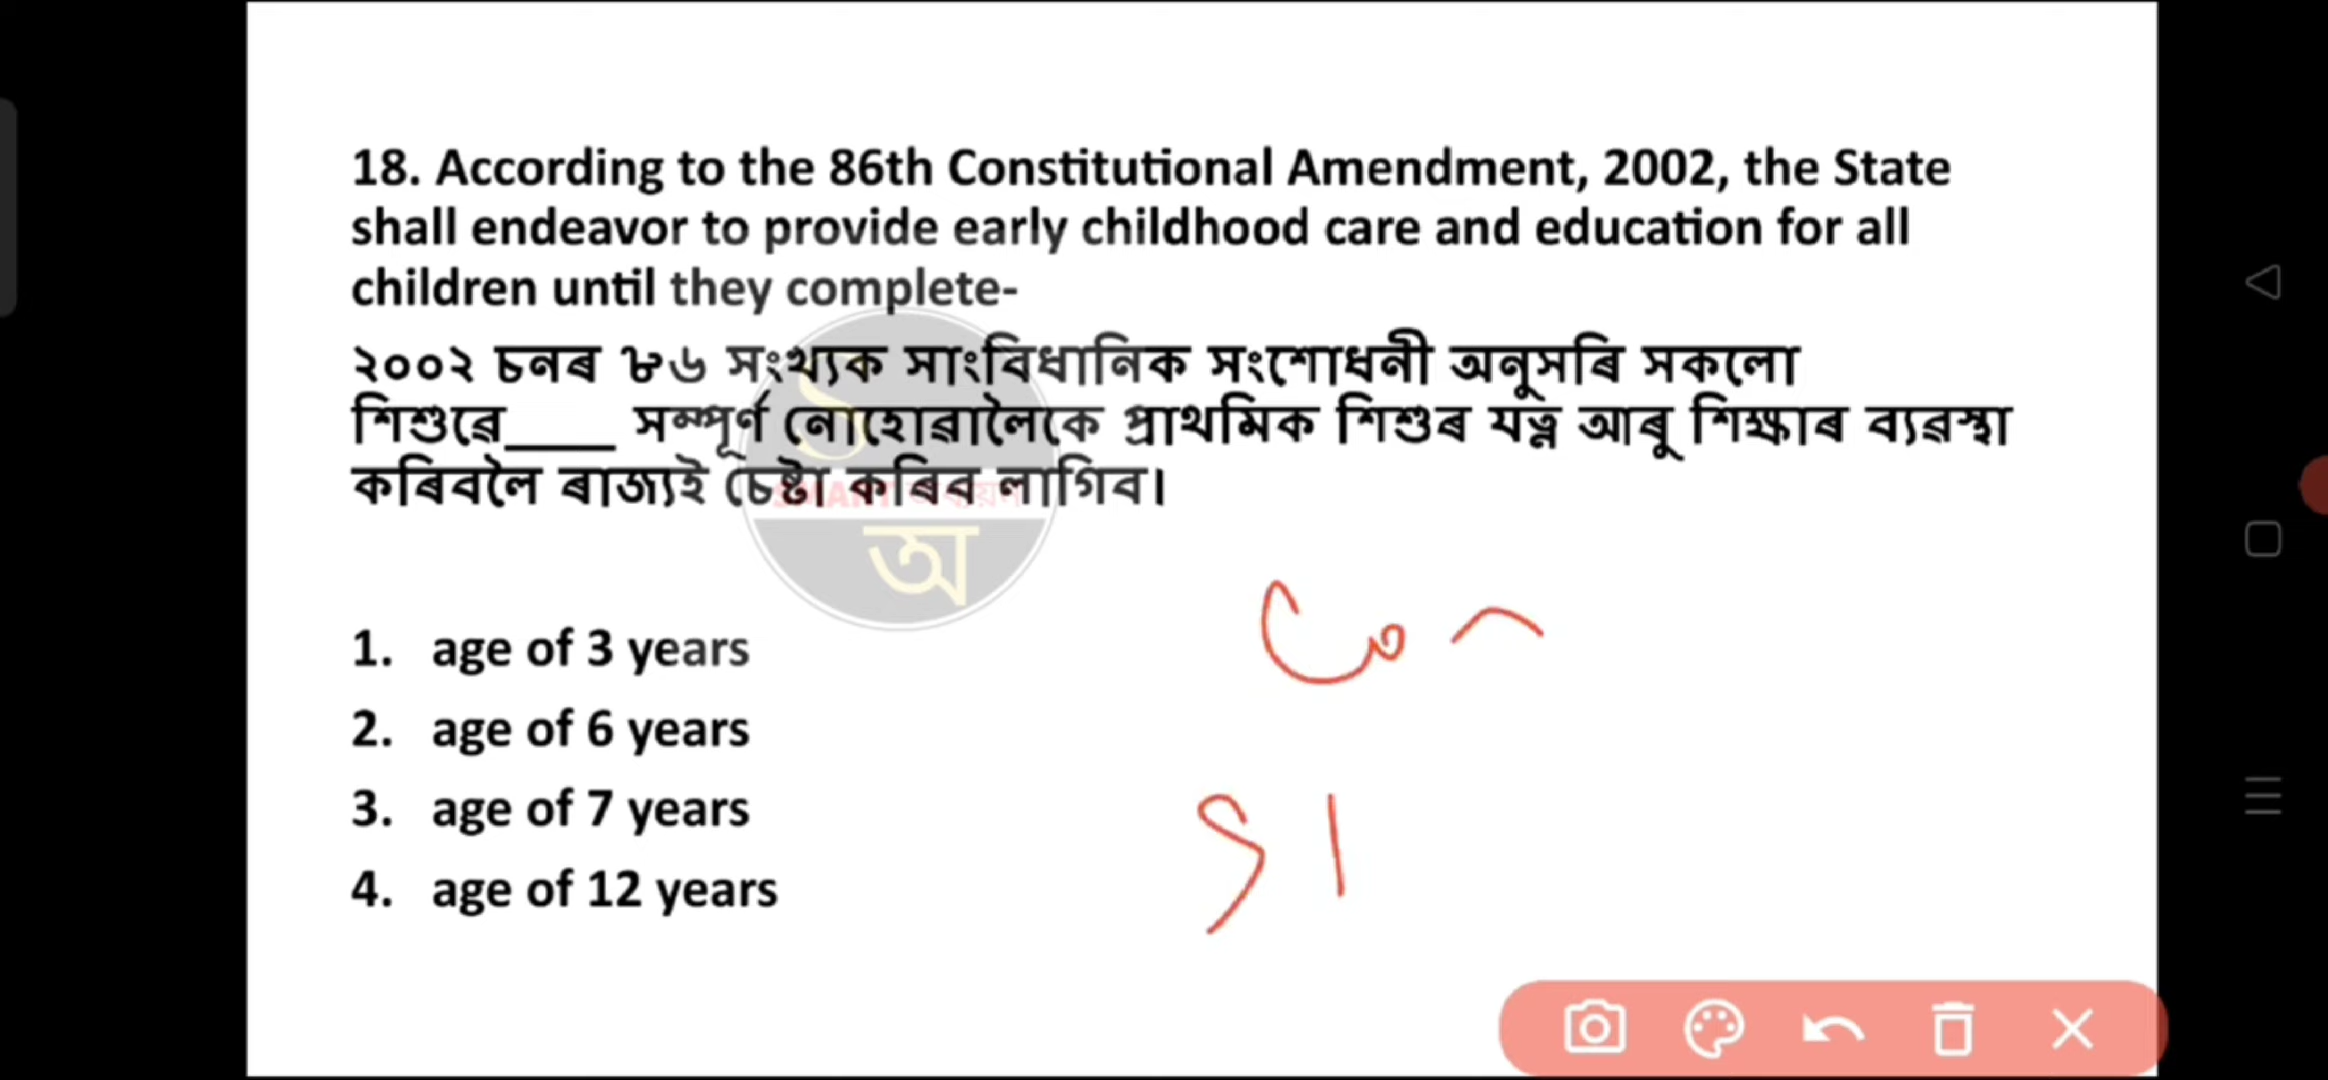 18. According to the 86th Constitutional Amendment, 2002, the State
shall endeavor to provide early childhood care and education for all
children until they complete-
২০০২ চনৰ ৮৬ সংখ্যক সাংবিধানিক সংশোধনী অনুসৰি সকলো
শিশুৱে____ সম্পূৰ্ণ নোহোৱালৈকে প্ৰাথমিক শিশুৰ যত্ন আৰু শিক্ষাৰ ব্যৱস্থা
কৰিবলৈ ৰাজ্যই চেষ্টা কৰিব লাগিব।
অ
1. age of 3 years
2. age of 6 years
3. age of 7 years
4. age of 12 years